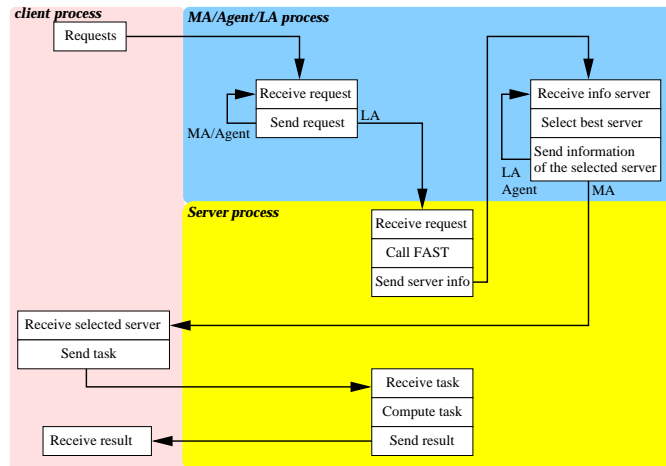 client process
MA/Agent/LA process
Requests
Receive request
Send request
MA/Agent
LA
Receive info server
Select best server
Send information
of the selected server
LA
Agent
MA
Server process
Receive request
Call FAST
Send server info
Receive selected server
Send task
Receive task
Compute task
Send result
Receive result